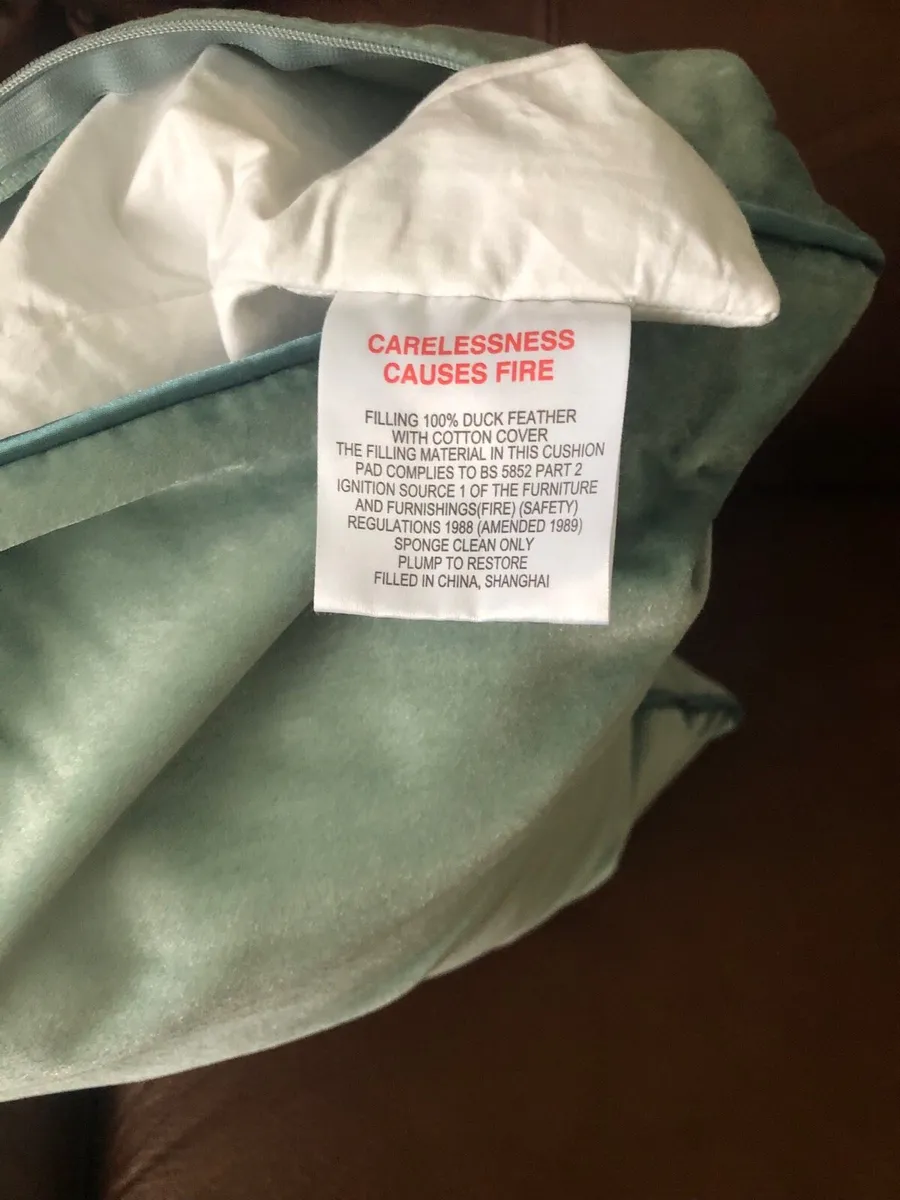 CARELESSNESS
CAUSES FIRE
FILLING 100% DUCK FEATHER
WITH COTTON COVER
THE FILLING MATERIAL IN THIS CUSHION
PAD COMPLIES TO BS 5852 PART 2
IGNITION SOURCE 1 OF THE FURNITURE
AND FURNISHINGS(FIRE) (SAFETY)
REGULATIONS 1988 (AMENDED 1989)
SPONGE CLEAN ONLY
PLUMP TO RESTORE
FILLED IN CHINA, SHANGHAI